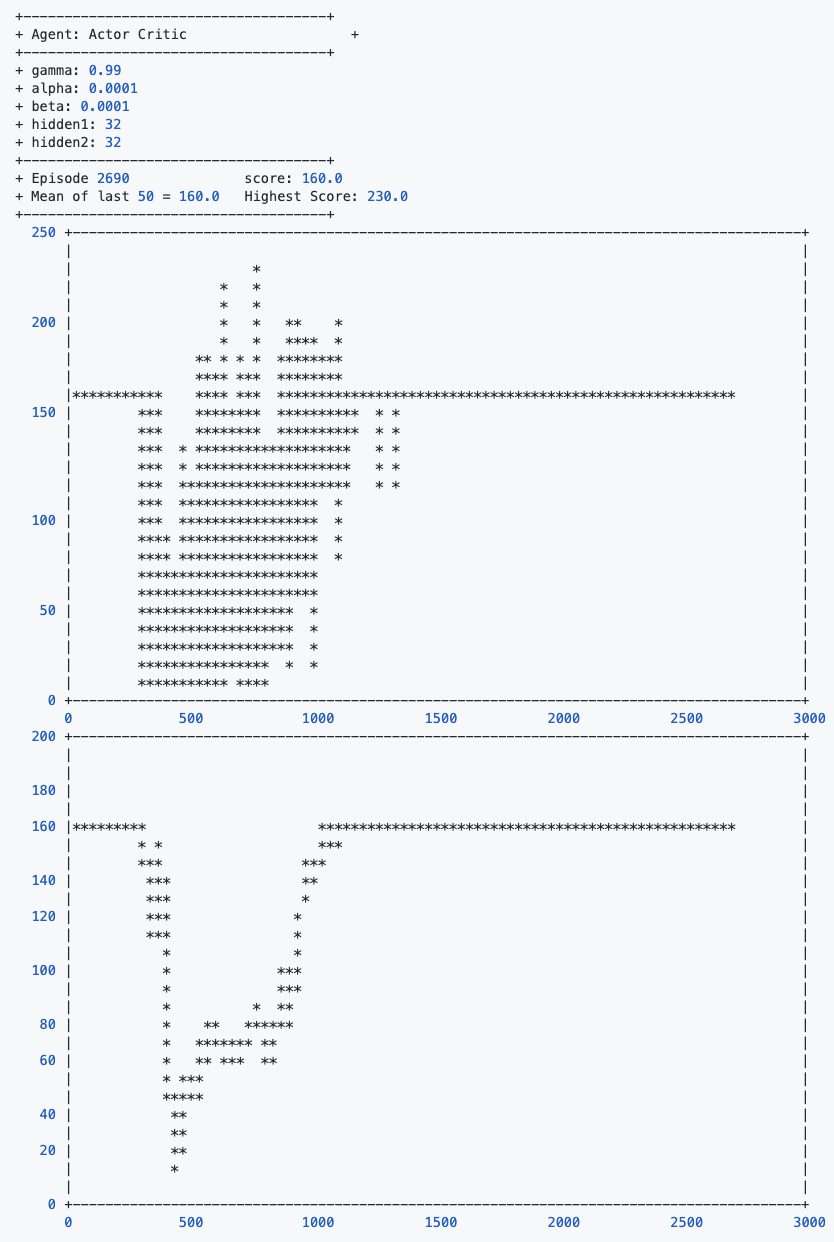 +-------------------------------------+
+ Agent: Actor Critic                    +
+-------------------------------------+
+ gamma: 0.99
+ alpha: 0.0001
+ beta: 0.0001
+ hidden1: 32
+ hidden2: 32
+-------------------------------------+
+ Episode 2690              score: 160.0
+ Mean of last 50 = 160.0   Highest Score: 230.0
+-------------------------------------+
  250 +-----------------------------------------------------------------------------------------+
      |                                                                                         |
      |                      *                                                                  |
      |                  *   *                                                                  |
      |                  *   *                                                                  |
  200 |                  *   *   **    *                                                        |
      |                  *   *   ****  *                                                        |
      |               ** * * *  ********                                                        |
      |               **** ***  ********                                                        |
      |***********    **** ***  ********************************************************        |
  150 |        ***    ********  **********  * *                                                 |
      |        ***    ********  **********  * *                                                 |
      |        ***  * *******************   * *                                                 |
      |        ***  * *******************   * *                                                 |
      |        ***  *********************   * *                                                 |
      |        ***  *****************  *                                                        |
  100 |        ***  *****************  *                                                        |
      |        **** *****************  *                                                        |
      |        **** *****************  *                                                        |
      |        **********************                                                           |
      |        **********************                                                           |
   50 |        *******************  *                                                           |
      |        *******************  *                                                           |
      |        *******************  *                                                           |
      |        ****************  *  *                                                           |
      |        *********** ****                                                                 |
    0 +-----------------------------------------------------------------------------------------+
      0             500            1000           1500           2000           2500         3000
  200 +-----------------------------------------------------------------------------------------+
      |                                                                                         |
      |                                                                                         |
  180 |                                                                                         |
      |                                                                                         |
  160 |*********                     ***************************************************        |
      |        * *                   ***                                                        |
      |        ***                 ***                                                          |
  140 |         ***                **                                                           |
      |         ***                *                                                            |
  120 |         ***               *                                                             |
      |         ***               *                                                             |
      |           *               *                                                             |
  100 |           *             ***                                                             |
      |           *             ***                                                             |
      |           *          *  **                                                              |
   80 |           *    **   ******                                                              |
      |           *   ******* **                                                                |
   60 |           *   ** ***  **                                                                |
      |           * ***                                                                         |
      |           *****                                                                         |
   40 |            **                                                                           |
      |            **                                                                           |
   20 |            **                                                                           |
      |            *                                                                            |
      |                                                                                         |
    0 +-----------------------------------------------------------------------------------------+
      0             500            1000           1500           2000           2500         3000